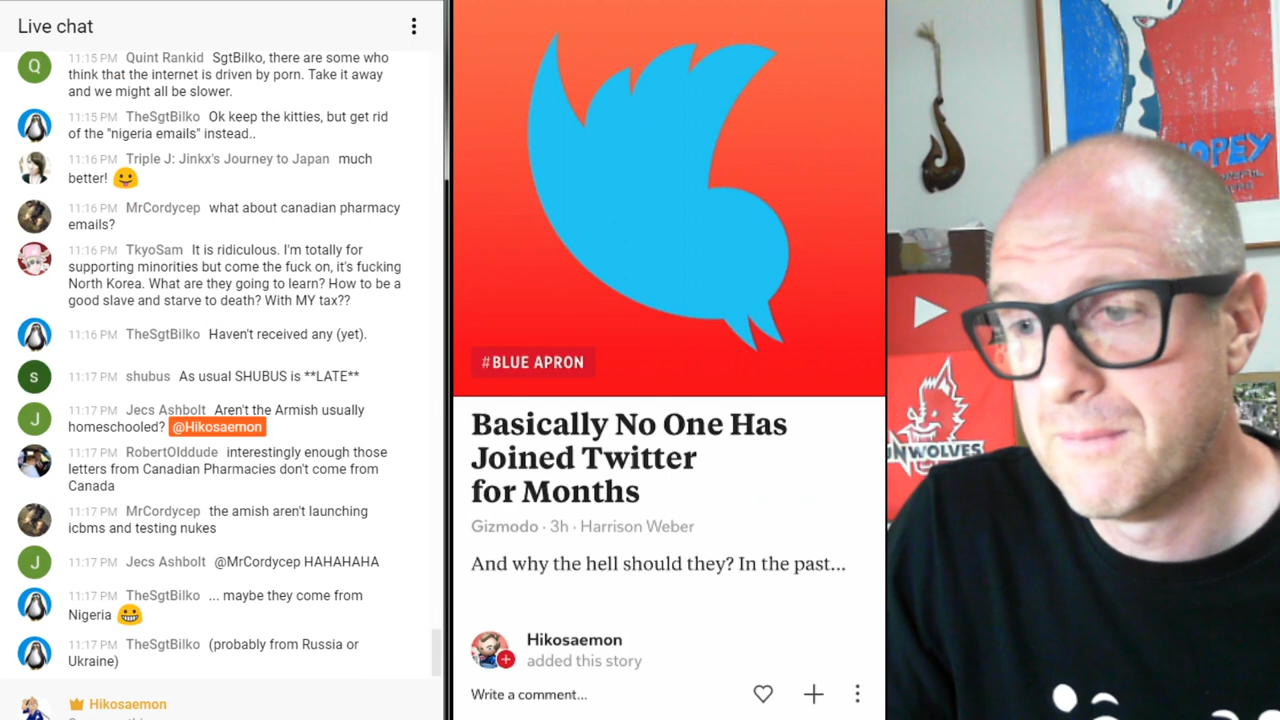 Live chat
11:15 PM Quint Rankid SgtBilko, there are some who
think that the internet is driven by porn. Take it away
and we might all be slower.
11:15 PM TheSgtBilko Ok keep the kitties, but get rid
of the "nigeria emails" instead..
11:16 PM Triple J: Jinkx's Journey to Japan much
better!
11:16 PM MrCordycep what about canadian pharmacy
emails?
11:16 PM TkyoSam It is ridiculous. I'm totally for
supporting minorities but come the fuck on, it's fucking
North Korea. What are they going to learn? How to be a
good slave and starve to death? With MY tax??
11:16 PM TheSgtBilko Haven't received any (yet).
11:17 PM shubus As usual SHUBUS is **LATE**
11:17 PM Jecs Ashbolt Aren't the Armish usually
homeschooled? @Hikosaemon
11:17 PM RobertOlddude interestingly enough those
letters from Canadian Pharmacies don't come from
Canada
11:17 PM MrCordycep the amish aren't launching
icbms and testing nukes
11:17 PM Jecs Ashbolt @MrCordycep HAHAHAHA
11:17 PM TheSgtBilko ... maybe they come from
Nigeria
11:17 PM TheSgtBilko (probably from Russia or
Ukraine)
Hikosaemon
Q
s
J
J
#BLUE APRON
Basically No One Has
Joined Twitter
for Months
Gizmodo · 3h · Harrison Weber
And why the hell should they? In the past...
Hikosaemon
added this story
Write a comment...
OPEY
NWOLVES